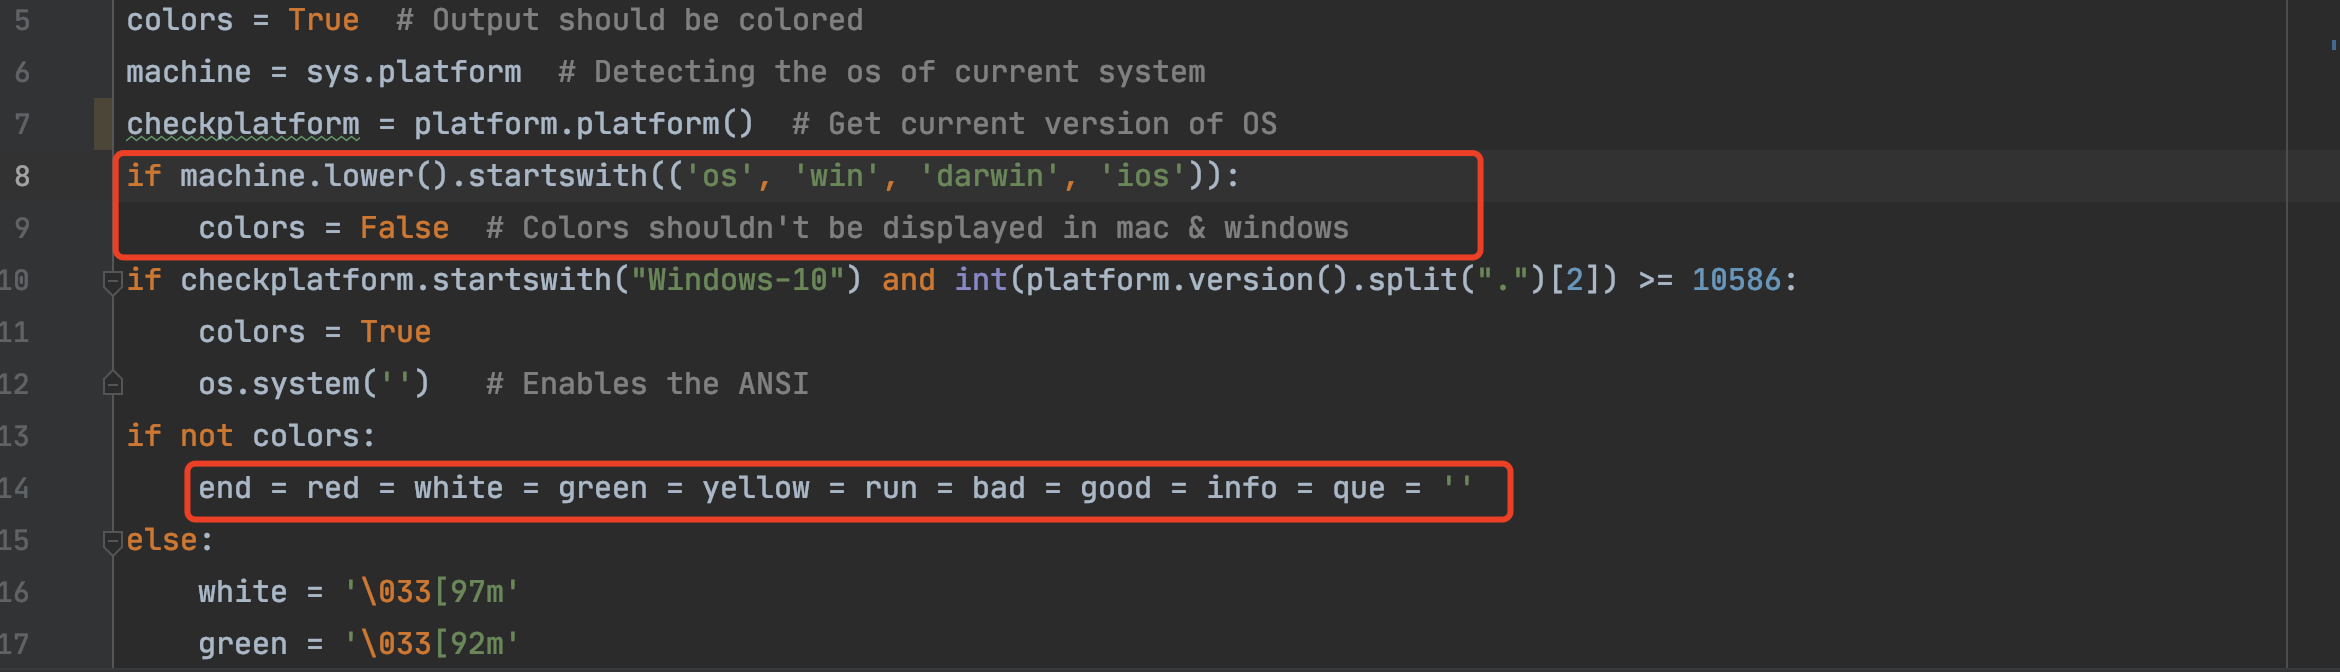 5 colors = True  # Output should be colored
6 machine = sys.platform  # Detecting the os of current system
7 checkplatform = platform.platform()  # Get current version of OS
8 if machine.lower().startswith(('os', 'win', 'darwin', 'ios')):
9     colors = False  # Colors shouldn't be displayed in mac & windows
10 if checkplatform.startswith("Windows-10") and int(platform.version().split(".")[2]) >= 10586:
11     colors = True
12     os.system('')   # Enables the ANSI
13 if not colors:
14     end = red = white = green = yellow = run = bad = good = info = que = ''
15 else:
16     white = '\033[97m'
17     green = '\033[92m'